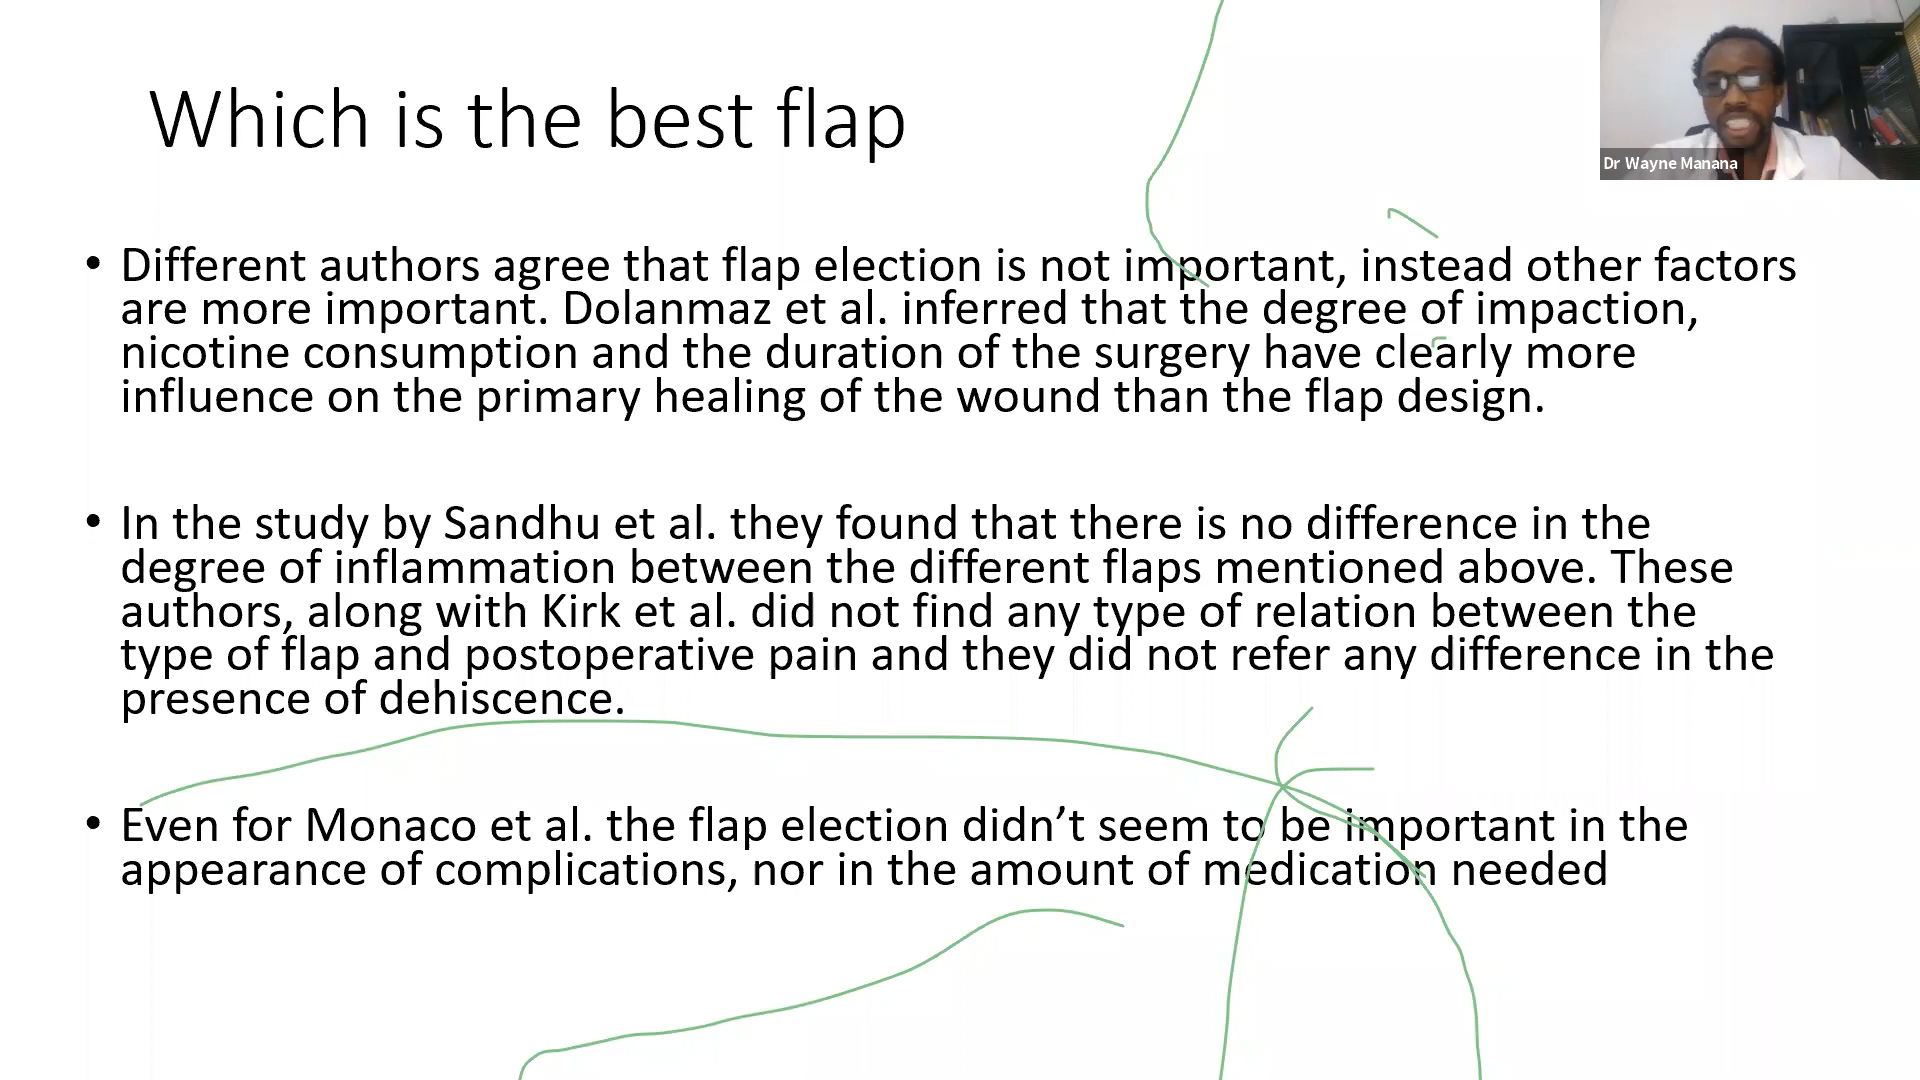 Which is the best flap
Dr Wayne Manana
• Different authors agree that flap election is not important, instead other factors
are more important. Dolanmaz et al. inferred that the degree of impaction,
nicotine consumption and the duration of the surgery have clearly more
influence on the primary healing of the wound than the flap design.
• In the study by Sandhu et al. they found that there is no difference in the
degree of inflammation between the different flaps mentioned above. These
authors, along with Kirk et al. did not find any type of relation between the
type of flap and postoperative pain and they did not refer any difference in the
presence of dehiscence.
• Even for Monaco et al. the flap election didn’t seem to be important in the
appearance of complications, nor in the amount of medication needed